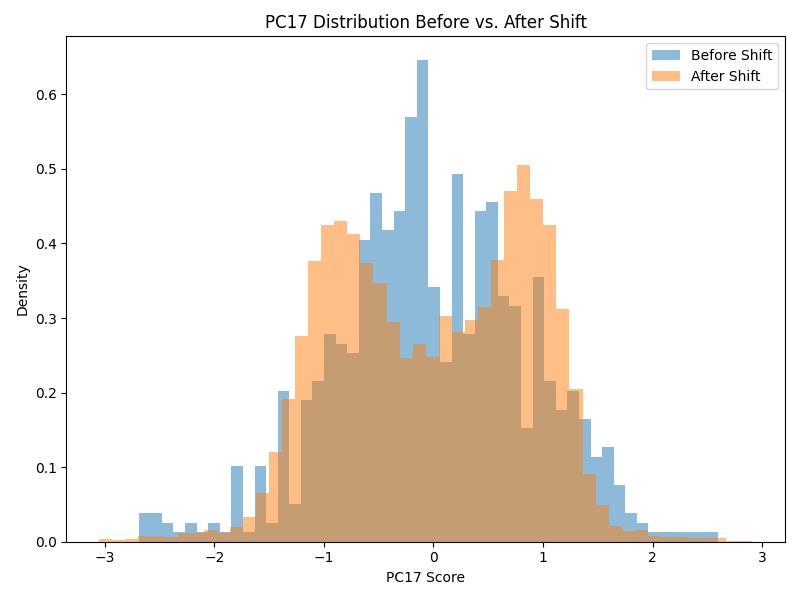 PC17 Distribution Before vs. After Shift
Before Shift
After Shift
Density
0.6
0.5
0.4
0.3
0.2
0.1
0.0
−3
−2
−1
0
1
2
3
PC17 Score